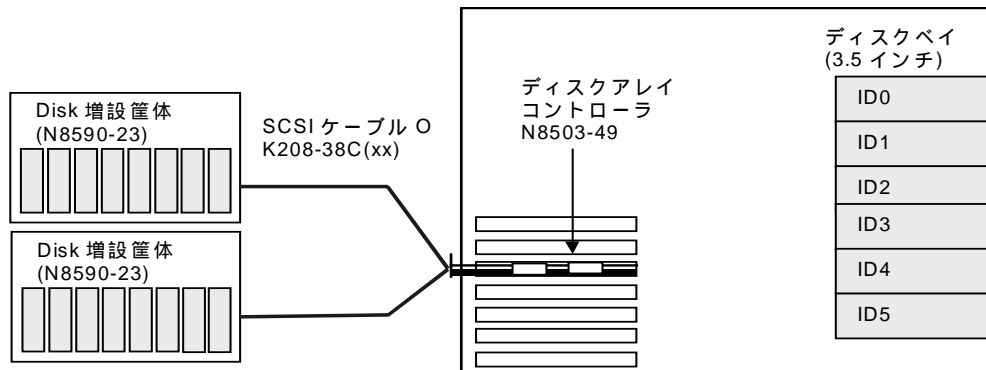 Disk 増設筐体
(N8590-23)
SCSI ケーブル O
K208-38C(xx)
Disk 増設筐体
(N8590-23)
ディスクアレイ
コントローラ
N8503-49
ディスクベイ
(3.5 インチ)
ID0
ID1
ID2
ID3
ID4
ID5